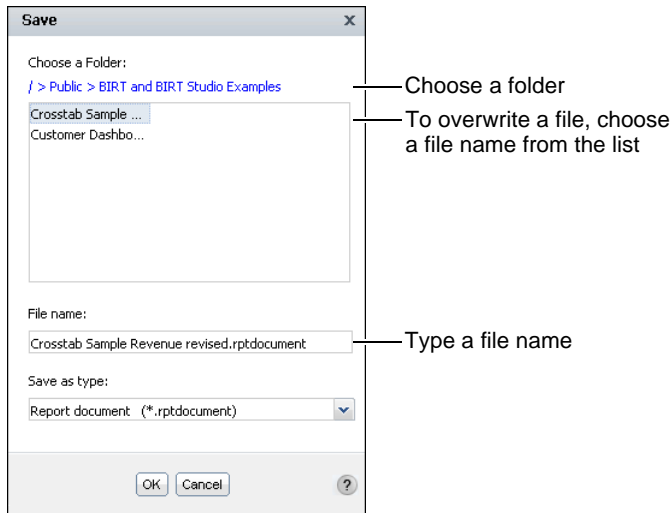 Save
x
Choose a Folder:
/ > Public > BIRT and BIRT Studio Examples
Choose a folder
Crosstab Sample ...
To overwrite a file, choose
a file name from the list
Customer Dashbo...
File name:
Crosstab Sample Revenue revised.rptdocument
Type a file name
Save as type:
Report document (*.rptdocument)
OK
Cancel
?